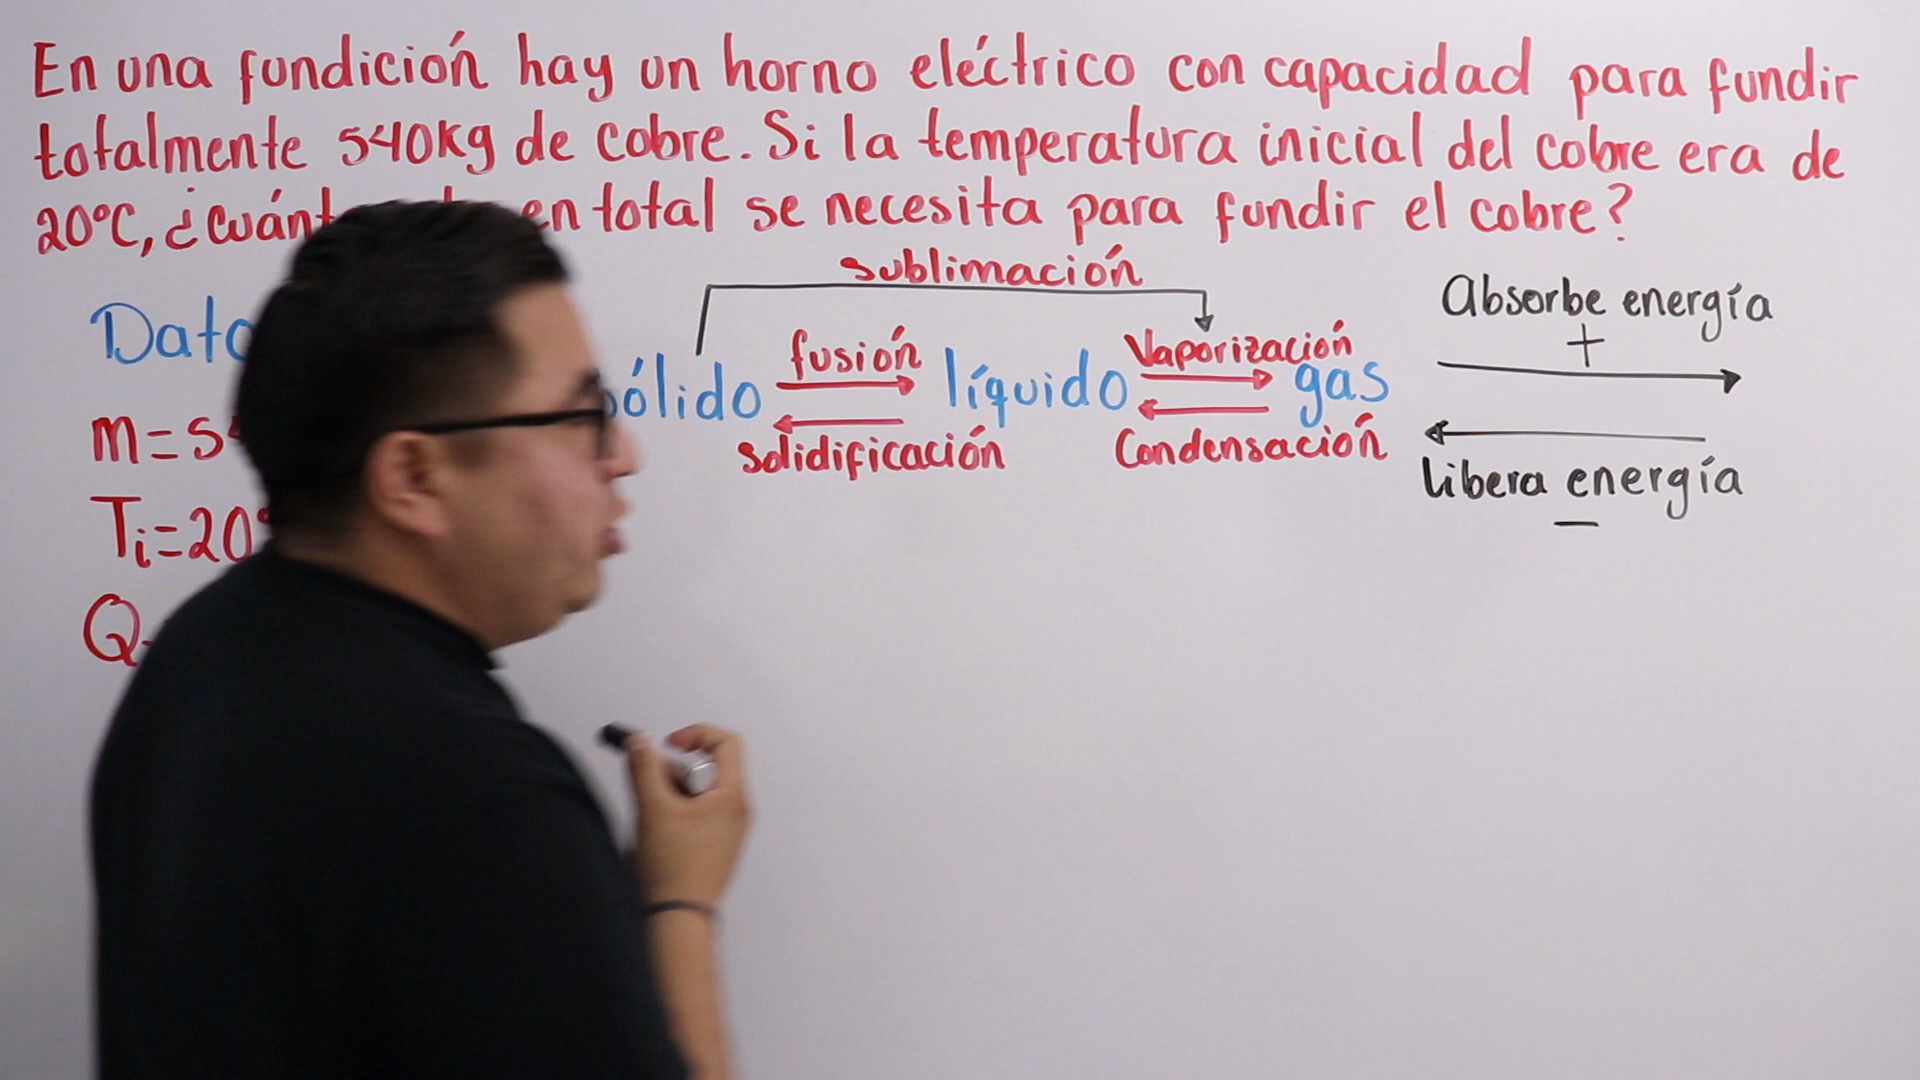 En una fundición hay un horno eléctrico con capacidad para fundir
totalmente 540kg de cobre. Si la temperatura inicial del cobre era de
20°C, ¿cuánt en total se necesita para fundir el cobre?
sublimación
Absorbe energía
+
Dato
fusión
Vaporización
ólido líquido gas
solidificación
Condensación
libera energía
-
m=5
Ti=20°
Q